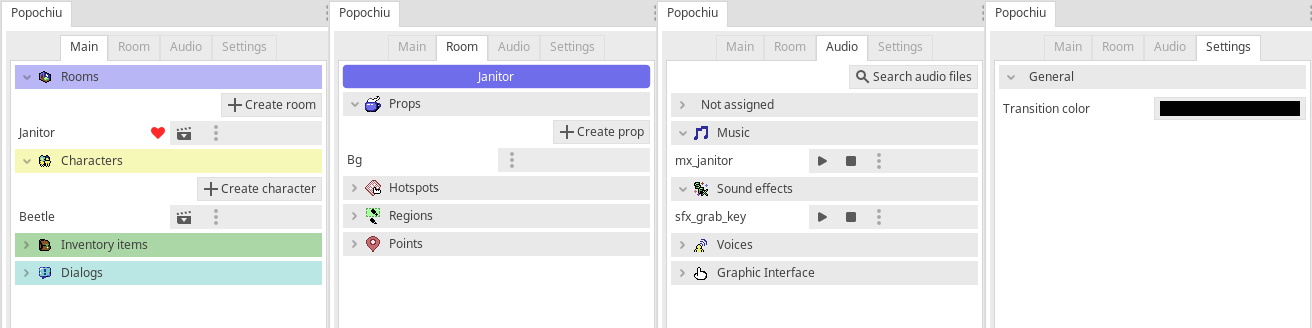 Popochiu
Main Room Audio Settings
Rooms
Create room
Janitor
Characters
Create character
Beetle
Inventory items
Dialogs
Popochiu
Main Room Audio Settings
Janitor
Props
Create prop
Bg
Hotspots
Regions
Points
Popochiu
Main Room Audio Settings
Search audio files
Not assigned
Music
mx_janitor
Sound effects
sfx_grab_key
Voices
Graphic Interface
Popochiu
Main Room Audio Settings
General
Transition color